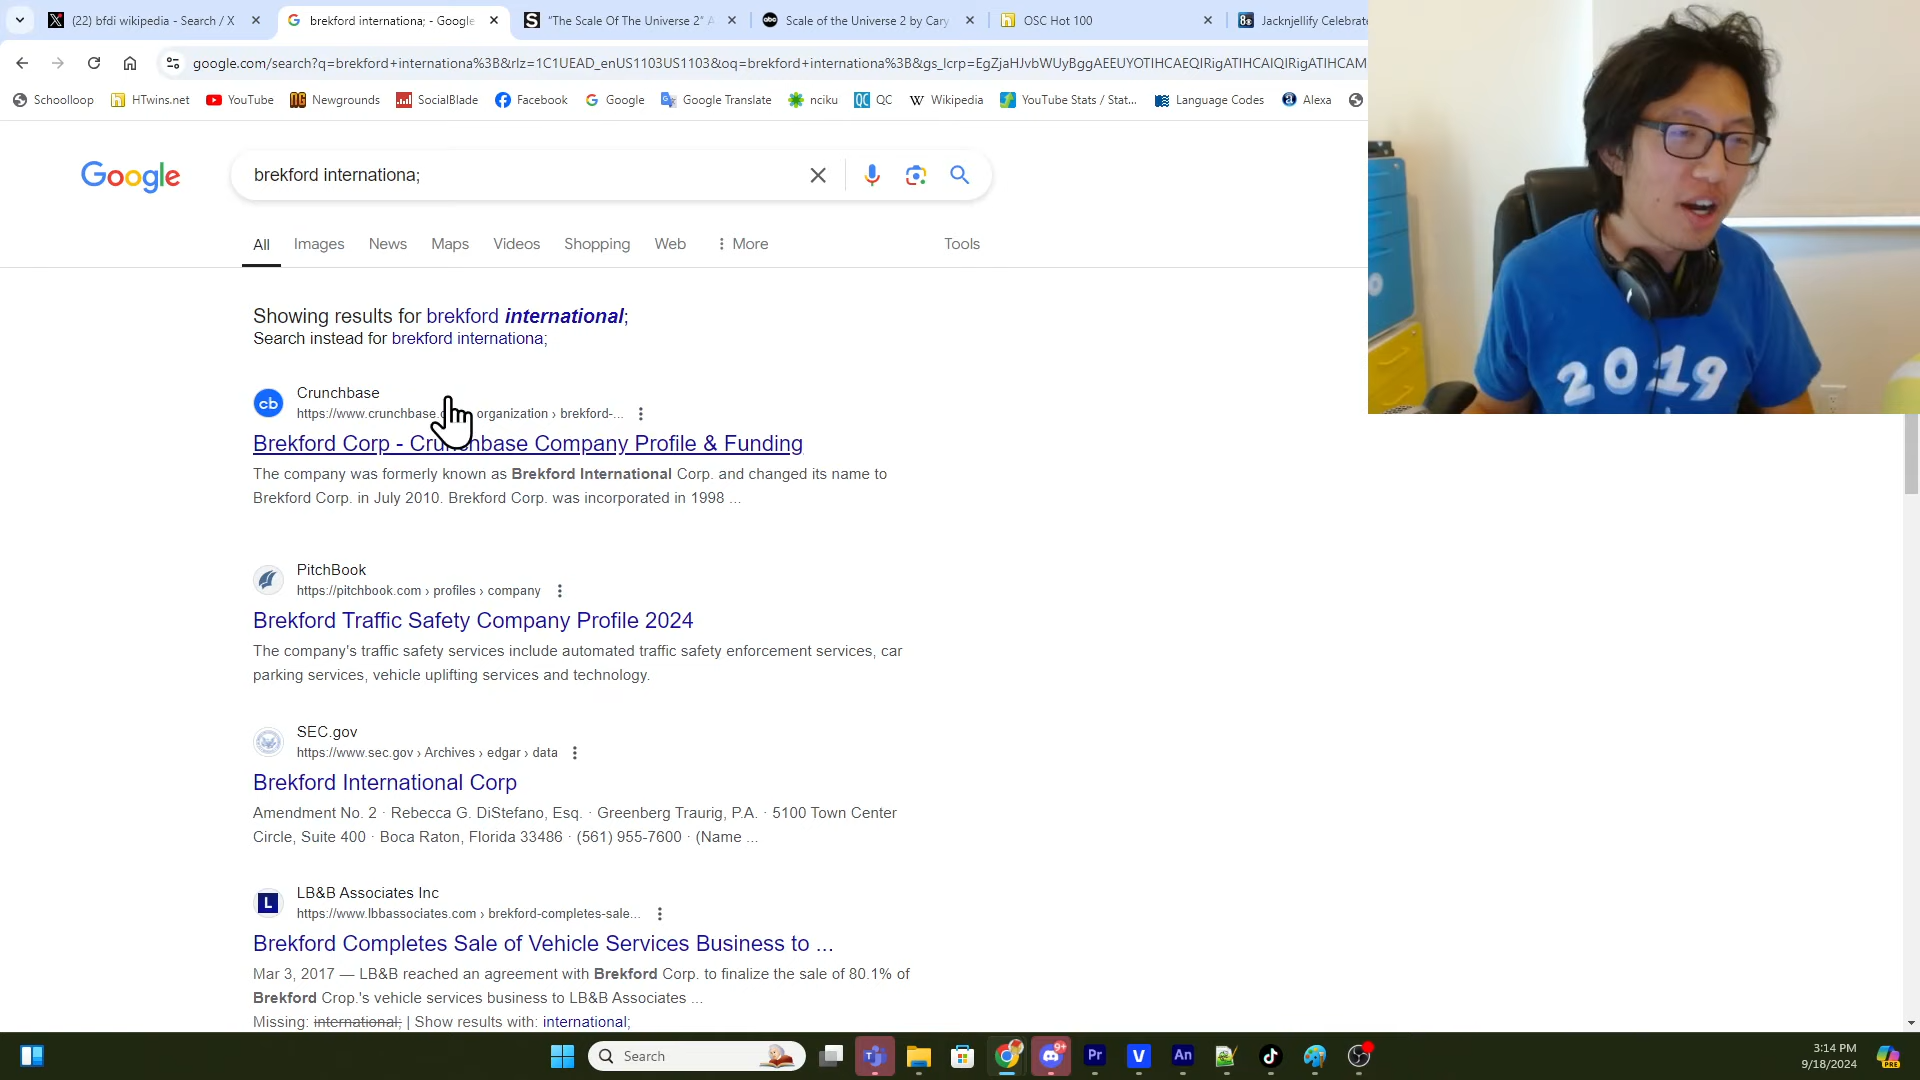 (22) bfdi wikipedia - Search / X
brekford internationa; - Google
"The Scale Of The Universe 2" A
Scale of the Universe 2 by Cary
OSC Hot 100
Jacknjellify Celebrate
google.com/search?q=brekford+internationa%3B&rlz=1C1UEAD_enUS1103US1103&oq=brekford+internationa%3B&gs_lcrp=EgZjaHJvbWUyBggAEEUYOTIHCAEQIRigATIHCAIQIRigATIHCAM
Schoolloop
HTwins.net
YouTube
Newgrounds
SocialBlade
Facebook
Google
Google Translate
nciku
QC
Wikipedia
YouTube Stats / Stat...
Language Codes
Alexa
Google
brekford internationa;
All
Images
News
Maps
Videos
Shopping
Web
More
Tools
Showing results for brekford international;
Search instead for brekford internationa;
cb
Crunchbase
https://www.crunchbase. organization › brekford-...
Brekford Corp - Crunchbase Company Profile & Funding
The company was formerly known as Brekford International Corp. and changed its name to
Brekford Corp. in July 2010. Brekford Corp. was incorporated in 1998 ...
PitchBook
https://pitchbook.com › profiles › company
Brekford Traffic Safety Company Profile 2024
The company's traffic safety services include automated traffic safety enforcement services, car
parking services, vehicle uplifting services and technology.
SEC.gov
https://www.sec.gov › Archives › edgar › data
Brekford International Corp
Amendment No. 2 · Rebecca G. DiStefano, Esq. · Greenberg Traurig, P.A. · 5100 Town Center
Circle, Suite 400 · Boca Raton, Florida 33486 · (561) 955-7600 · (Name ...
L
LB&B Associates Inc
https://www.lbbassociates.com › brekford-completes-sale...
Brekford Completes Sale of Vehicle Services Business to ...
Mar 3, 2017 — LB&B reached an agreement with Brekford Corp. to finalize the sale of 80.1% of
Brekford Crop.'s vehicle services business to LB&B Associates ...
Missing: international; | Show results with: international;
2019
Search
9+
Pr
V
An
3:14 PM
9/18/2024
PRE